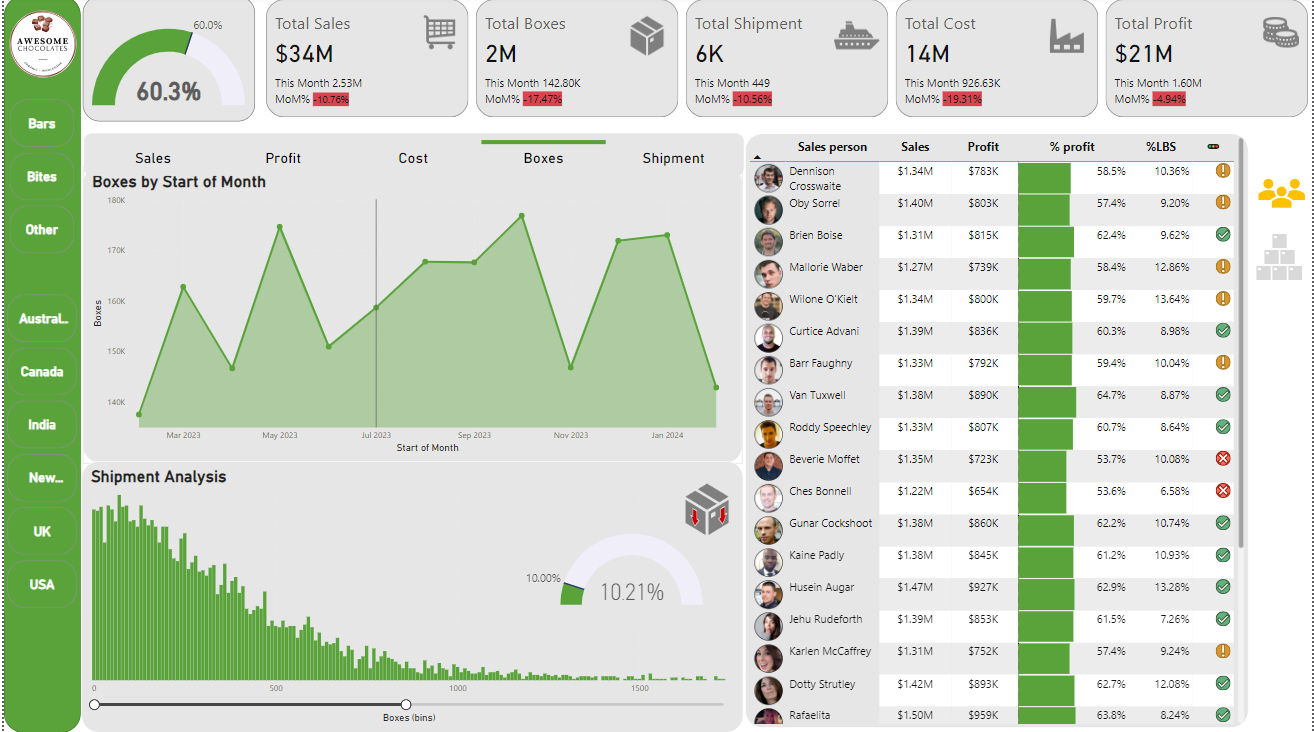 AWESOME
CHOCOLATES
Bars
Bites
Other
Austral...
Canada
India
New...
UK
USA
60.0%
60.3%
Total Sales
$34M
This Month 2.53M
MoM% -10.76%
Total Boxes
2M
This Month 142.80K
MoM% -17.47%
Total Shipment
6K
This Month 449
MoM% -10.56%
Total Cost
14M
This Month 926.63K
MoM% -19.31%
Total Profit
$21M
This Month 1.60M
MoM% -4.94%
Sales Profit Cost Boxes Shipment
Boxes by Start of Month
180K
170K
160K
150K
140K
Boxes
Mar 2023 May 2023 Jul 2023 Sep 2023 Nov 2023 Jan 2024
Start of Month
Shipment Analysis
10.00%
10.21%
0 500 1000 1500
Boxes (bins)
Sales person Sales Profit % profit %LBS
Dennison
Crosswaite $1.34M $783K 58.5% 10.36%
Oby Sorrel $1.40M $803K 57.4% 9.20%
Brien Boise $1.31M $815K 62.4% 9.62%
Mallorie Waber $1.27M $739K 58.4% 12.86%
Wilone O'Kielt $1.34M $800K 59.7% 13.64%
Curtice Advani $1.39M $836K 60.3% 8.98%
Barr Faughny $1.33M $792K 59.4% 10.04%
Van Tuxwell $1.38M $890K 64.7% 8.87%
Roddy Speechley $1.33M $807K 60.7% 8.64%
Beverie Moffet $1.35M $723K 53.7% 10.08%
Ches Bonnell $1.22M $654K 53.6% 6.58%
Gunar Cockshoot $1.38M $860K 62.2% 10.74%
Kaine Padly $1.38M $845K 61.2% 10.93%
Husein Augar $1.47M $927K 62.9% 13.28%
Jehu Rudeforth $1.39M $853K 61.5% 7.26%
Karlen McCaffrey $1.31M $752K 57.4% 9.24%
Dotty Strutley $1.42M $893K 62.7% 12.08%
Rafaelita $1.50M $959K 63.8% 8.24%